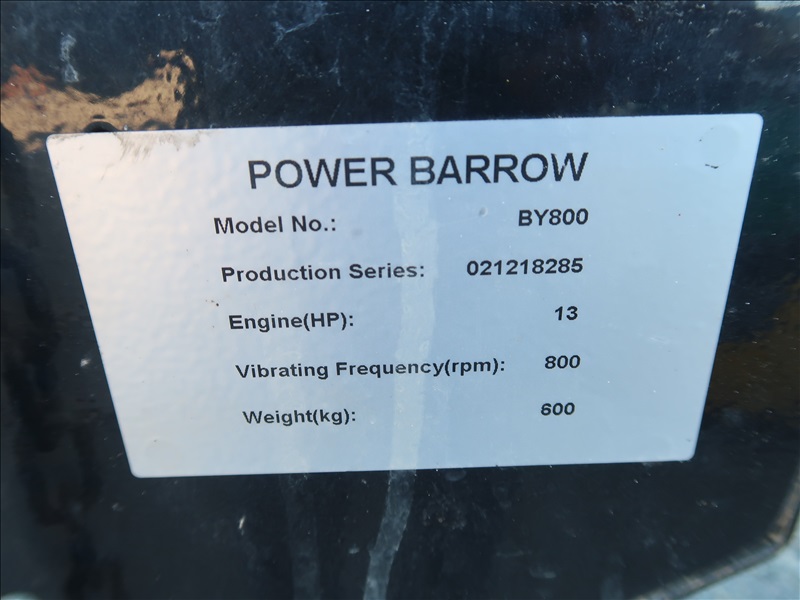 POWER BARROW
Model No.: BY800
Production Series: 021218285
Engine(HP): 13
Vibrating Frequency(rpm): 800
Weight(kg): 600